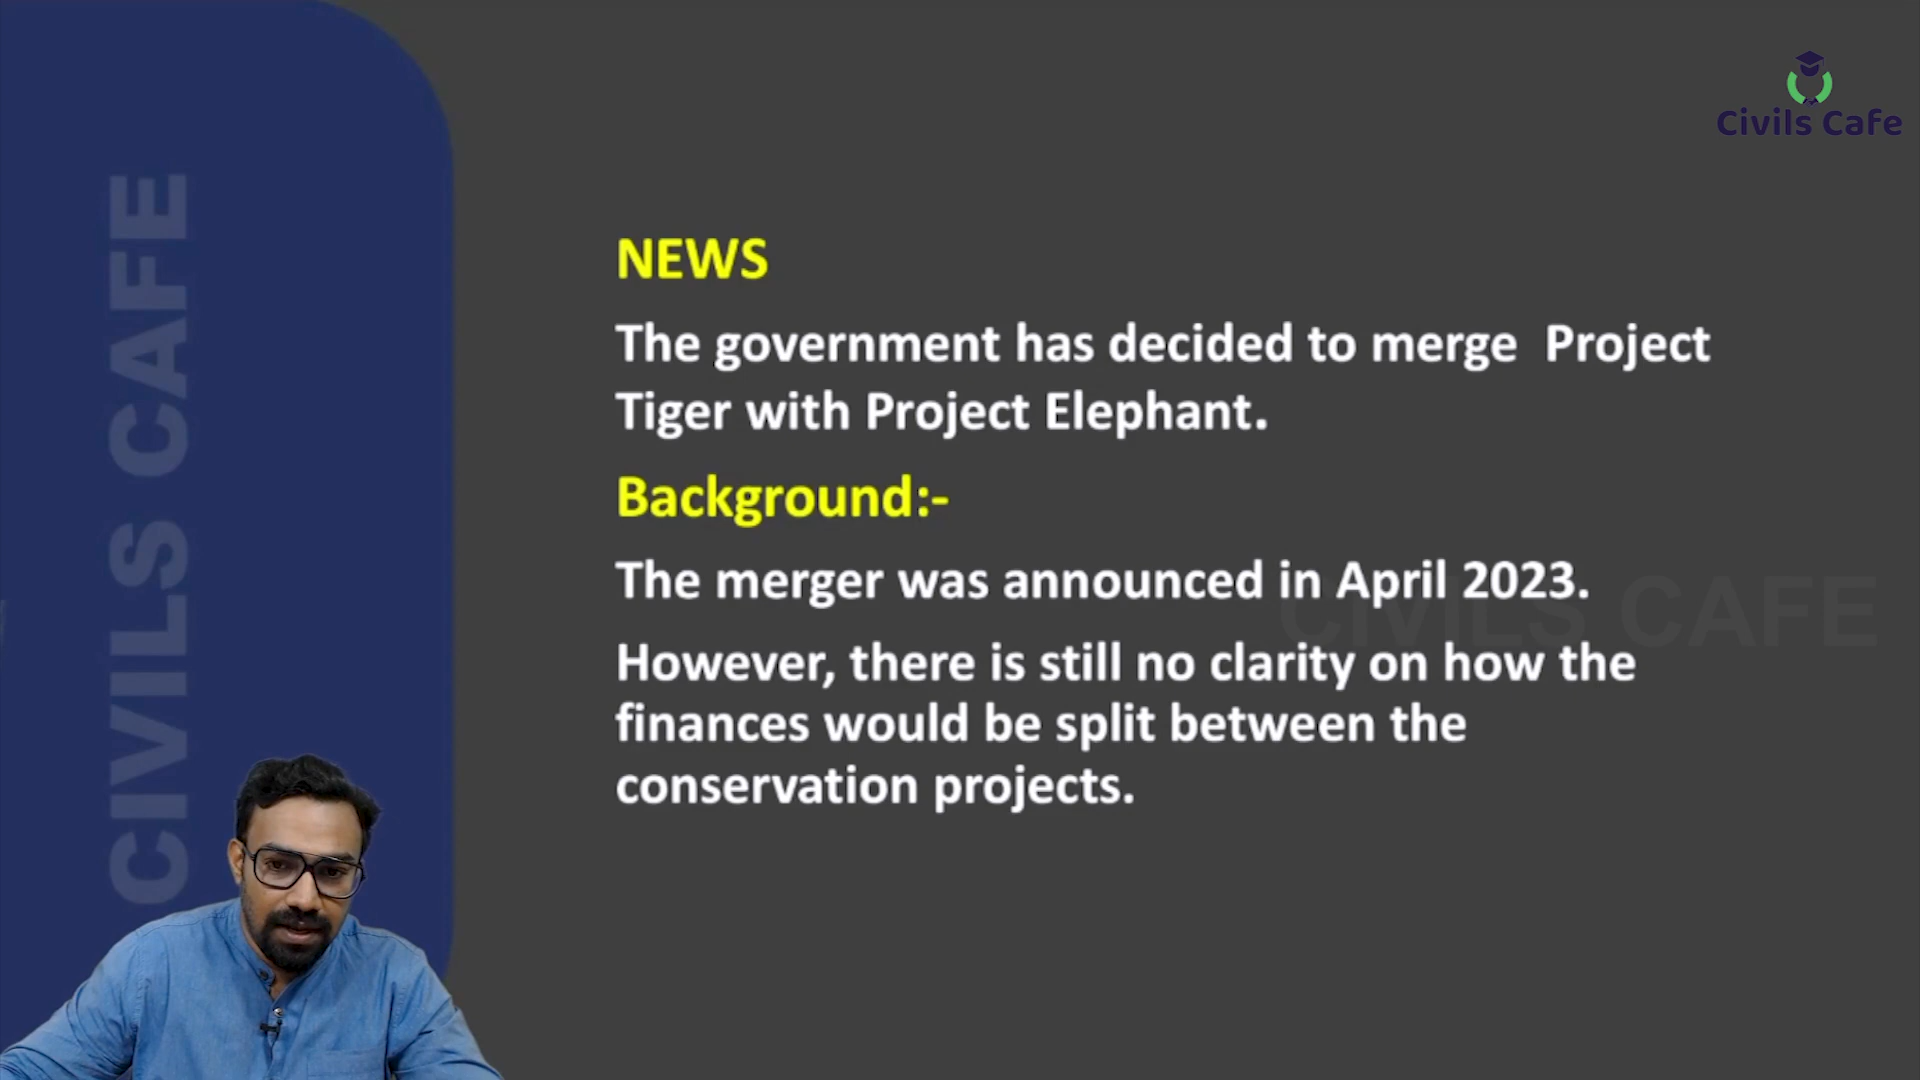 Civils Cafe
CIVILS CAFE
NEWS
The government has decided to merge  Project
Tiger with Project Elephant.
Background:-
The merger was announced in April 2023.
CIVILS CAFE
However, there is still no clarity on how the
finances would be split between the
conservation projects.